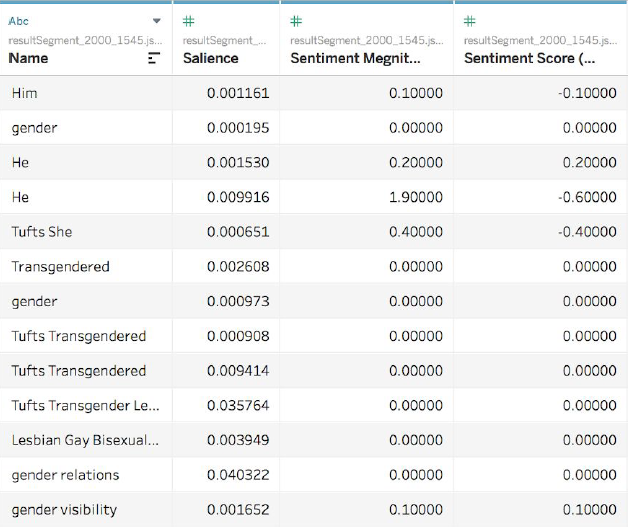 Abc # # #
resultSegment_2000_1545.js... resultSegment_... resultSegment_2000_1545.js... resultSegment_2000_1545.js...
Name Salience Sentiment Megnit... Sentiment Score (...
Him 0.001161 0.10000 -0.10000
gender 0.000195 0.00000 0.00000
He 0.001530 0.20000 0.20000
He 0.009916 1.90000 -0.60000
Tufts She 0.000651 0.40000 -0.40000
Transgendered 0.002608 0.00000 0.00000
gender 0.000973 0.00000 0.00000
Tufts Transgendered 0.000908 0.00000 0.00000
Tufts Transgendered 0.009414 0.00000 0.00000
Tufts Transgender Le... 0.035764 0.00000 0.00000
Lesbian Gay Bisexual... 0.003949 0.00000 0.00000
gender relations 0.040322 0.00000 0.00000
gender visibility 0.001652 0.10000 0.10000